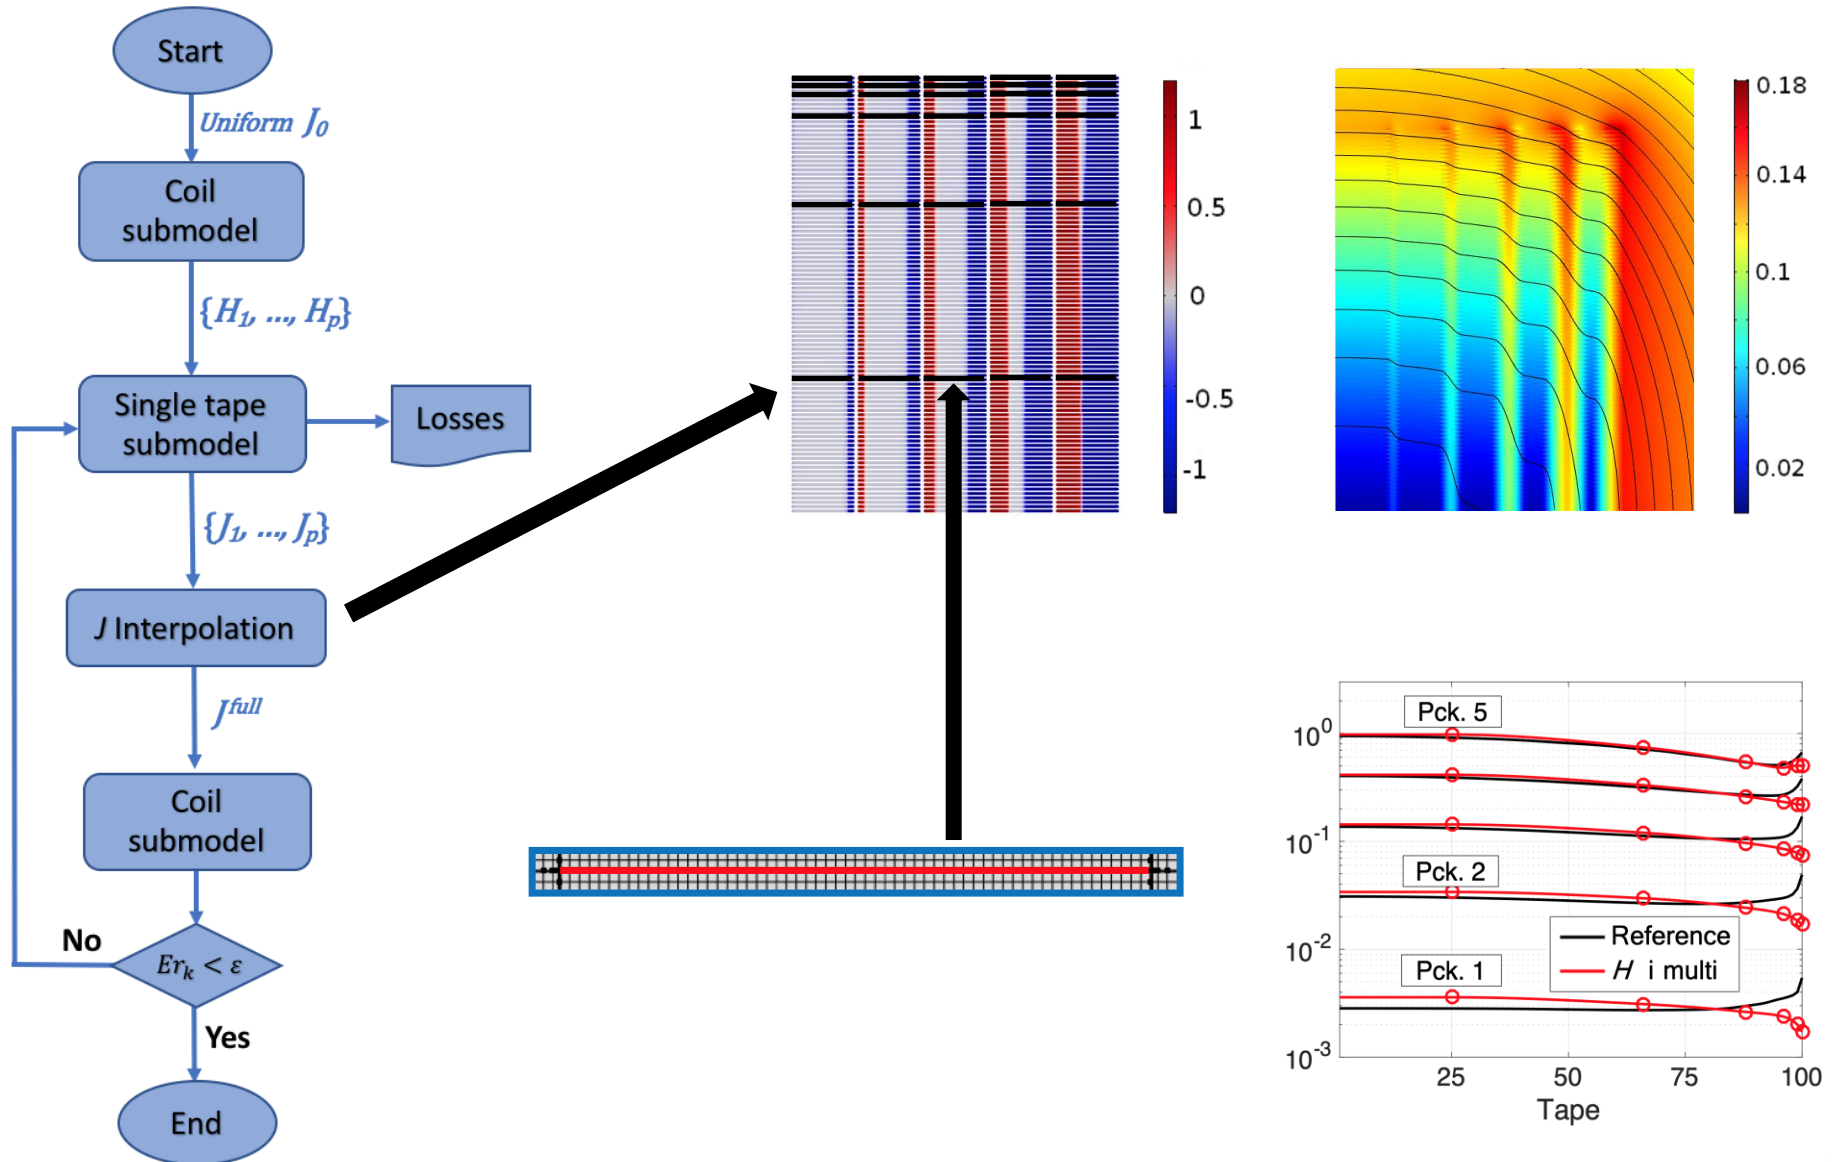 Start
Uniform J0
Coil
submodel
{H1, ..., Hp}
Single tape
submodel
Losses
{J1, ..., Jp}
J Interpolation
Jfull
Coil
submodel
No
Erk < ε
Yes
End
1
0.5
0
-0.5
-1
0.18
0.14
0.1
0.06
0.02
Pck. 5
Pck. 2
Pck. 1
Reference
H i multi
10^0
10^-1
10^-2
10^-3
25 50 75 100
Tape